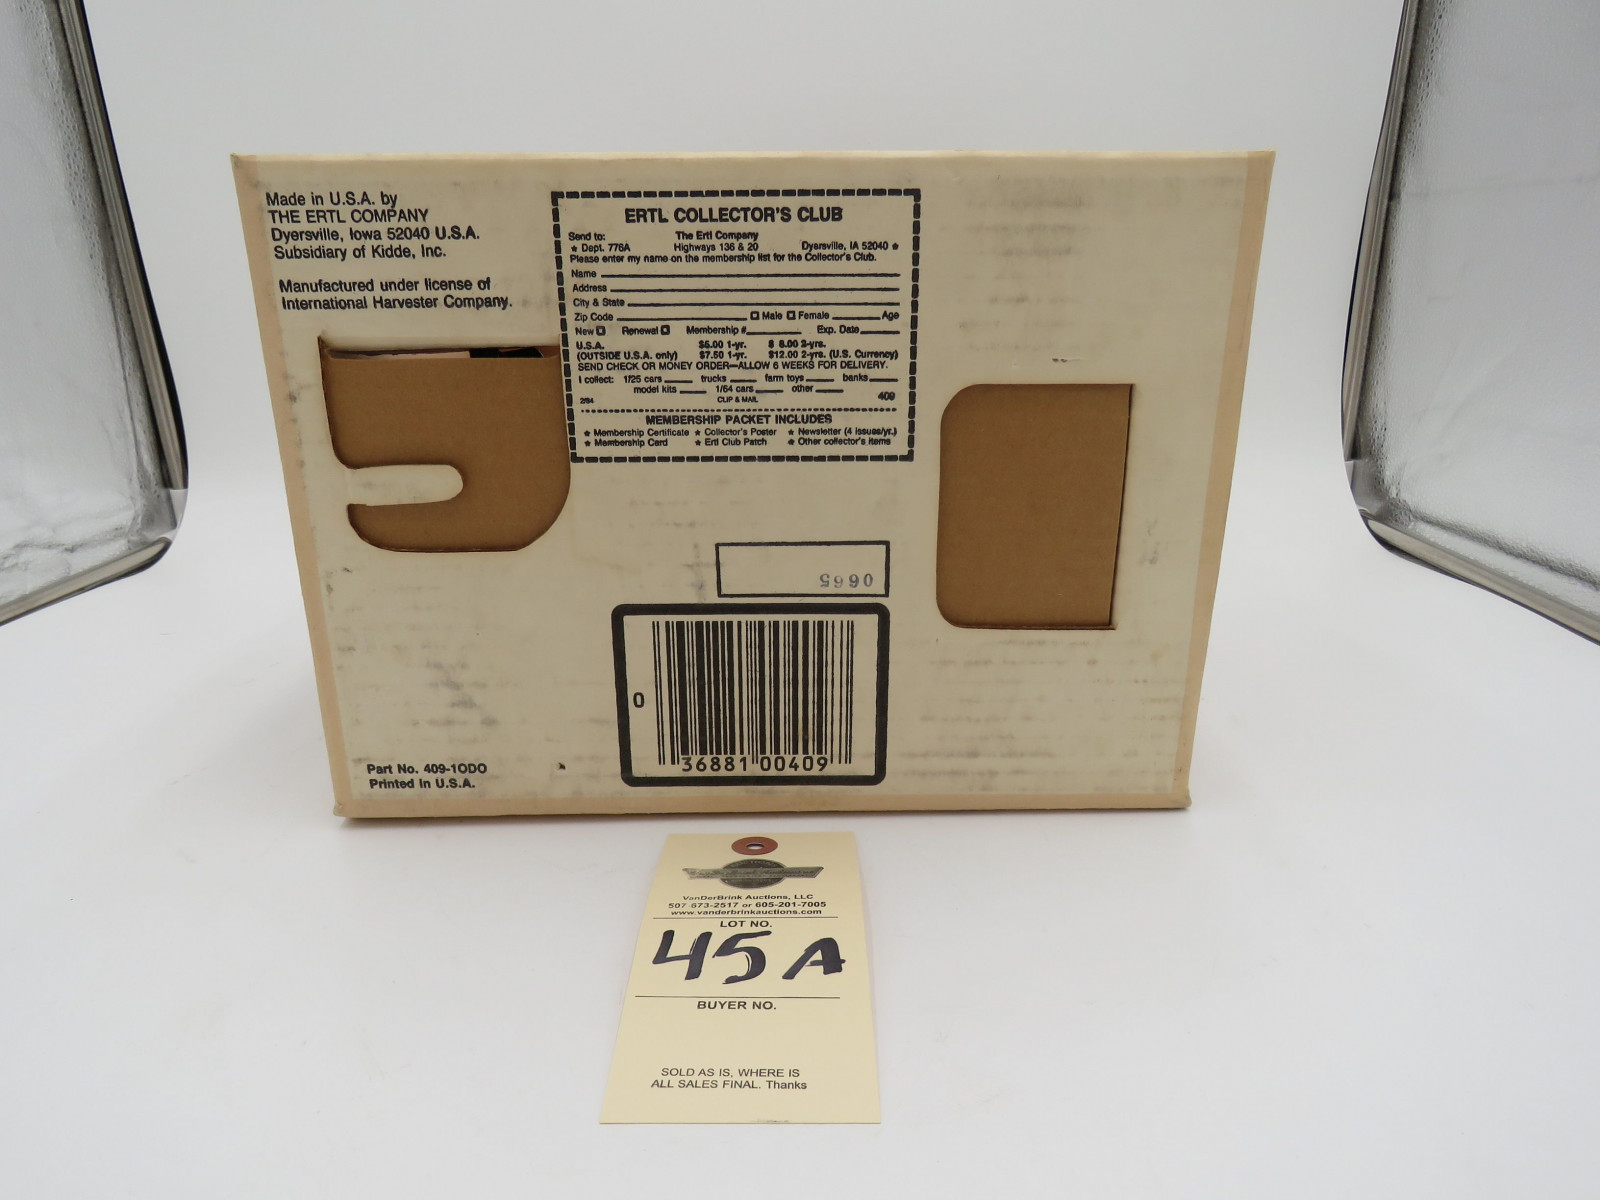 Made in U.S.A. by
THE ERTL COMPANY
Dyersville, Iowa 52040 U.S.A.
Subsidiary of Kidde, Inc.
Manufactured under license of
International Harvester Company.
ERTL COLLECTOR'S CLUB
Send to: The Ertl Company
★ Dept. 776A Highways 136 & 20 Dyersville, IA 52040 ★
Please enter my name on the membership list for the Collector's Club.
Name
Address
City & State
Zip Code ☐ Male ☐ Female Age
New ☐ Renewal ☐ Membership # Exp. Date
U.S.A. $5.00 1-yr. $ 8.00 2-yrs.
(OUTSIDE U.S.A. only) $7.50 1-yr. $12.00 2-yrs. (U.S. Currency)
SEND CHECK OR MONEY ORDER—ALLOW 6 WEEKS FOR DELIVERY.
I collect: 1/25 cars trucks farm toys banks
model kits 1/64 cars other
2/84 CLIP & MAIL 409
MEMBERSHIP PACKET INCLUDES
★ Membership Certificate ★ Collector's Poster ★ Newsletter (4 issues/yr.)
★ Membership Card ★ Ertl Club Patch ★ Other collector's items
0665
0 36881 00409
Part No. 409-1ODO
Printed in U.S.A.
VanDerBrink Auctions, LLC
507-673-2517 or 605-201-7005
www.vanderbrinkauctions.com
LOT NO.
45A
BUYER NO.
SOLD AS IS, WHERE IS
ALL SALES FINAL. Thanks